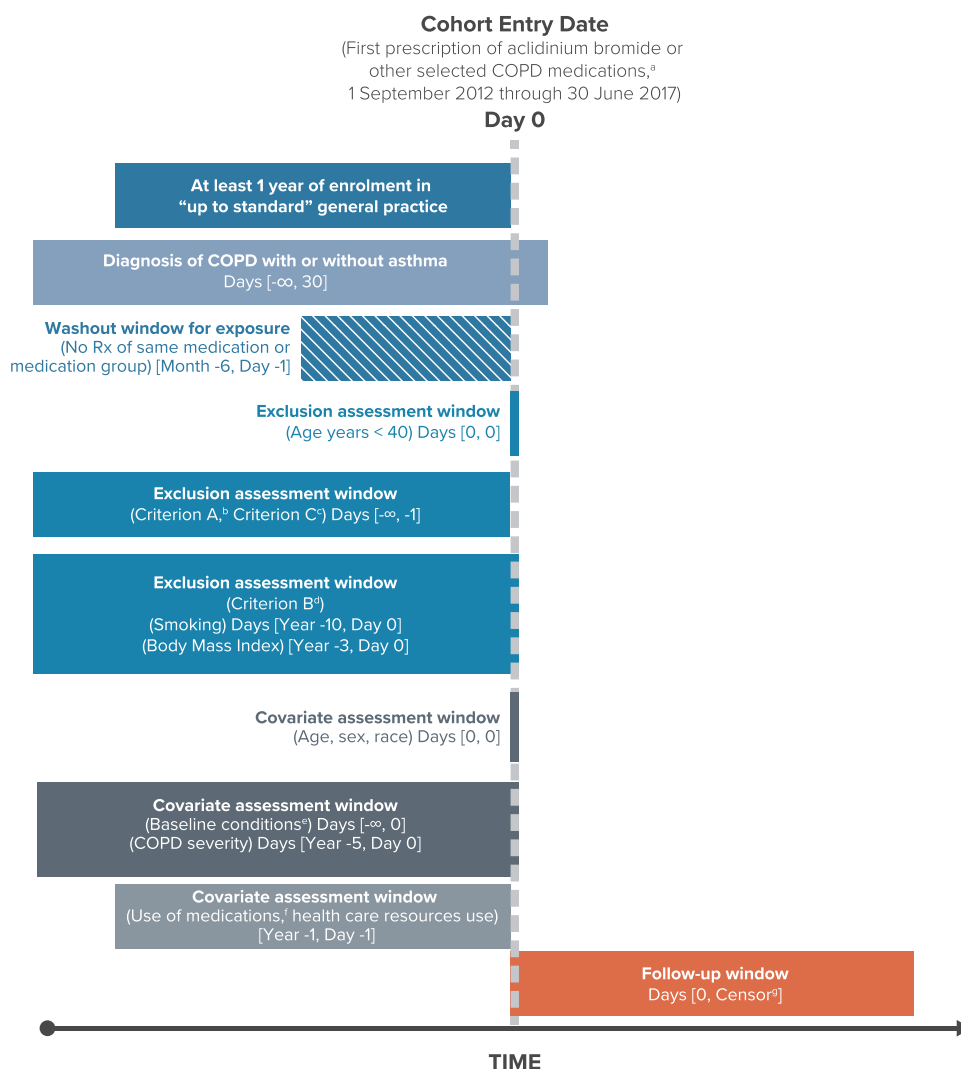 Cohort Entry Date
(First prescription of aclidinium bromide or
other selected COPD medications,ᵃ
1 September 2012 through 30 June 2017)
Day 0
At least 1 year of enrolment in
“up to standard” general practice
Diagnosis of COPD with or without asthma
Days [-∞, 30]
Washout window for exposure
(No Rx of same medication or
medication group) [Month -6, Day -1]
Exclusion assessment window
(Age years < 40) Days [0, 0]
Exclusion assessment window
(Criterion A,ᵇ Criterion Cᶜ) Days [-∞, -1]
Exclusion assessment window
(Criterion Bᵈ)
(Smoking) Days [Year -10, Day 0]
(Body Mass Index) [Year -3, Day 0]
Covariate assessment window
(Age, sex, race) Days [0, 0]
Covariate assessment window
(Baseline conditionsᵉ) Days [-∞, 0]
(COPD severity) Days [Year -5, Day 0]
Covariate assessment window
(Use of medications,ᶠ health care resources use)
[Year -1, Day -1]
Follow-up window
Days [0, Censorᵍ]
TIME